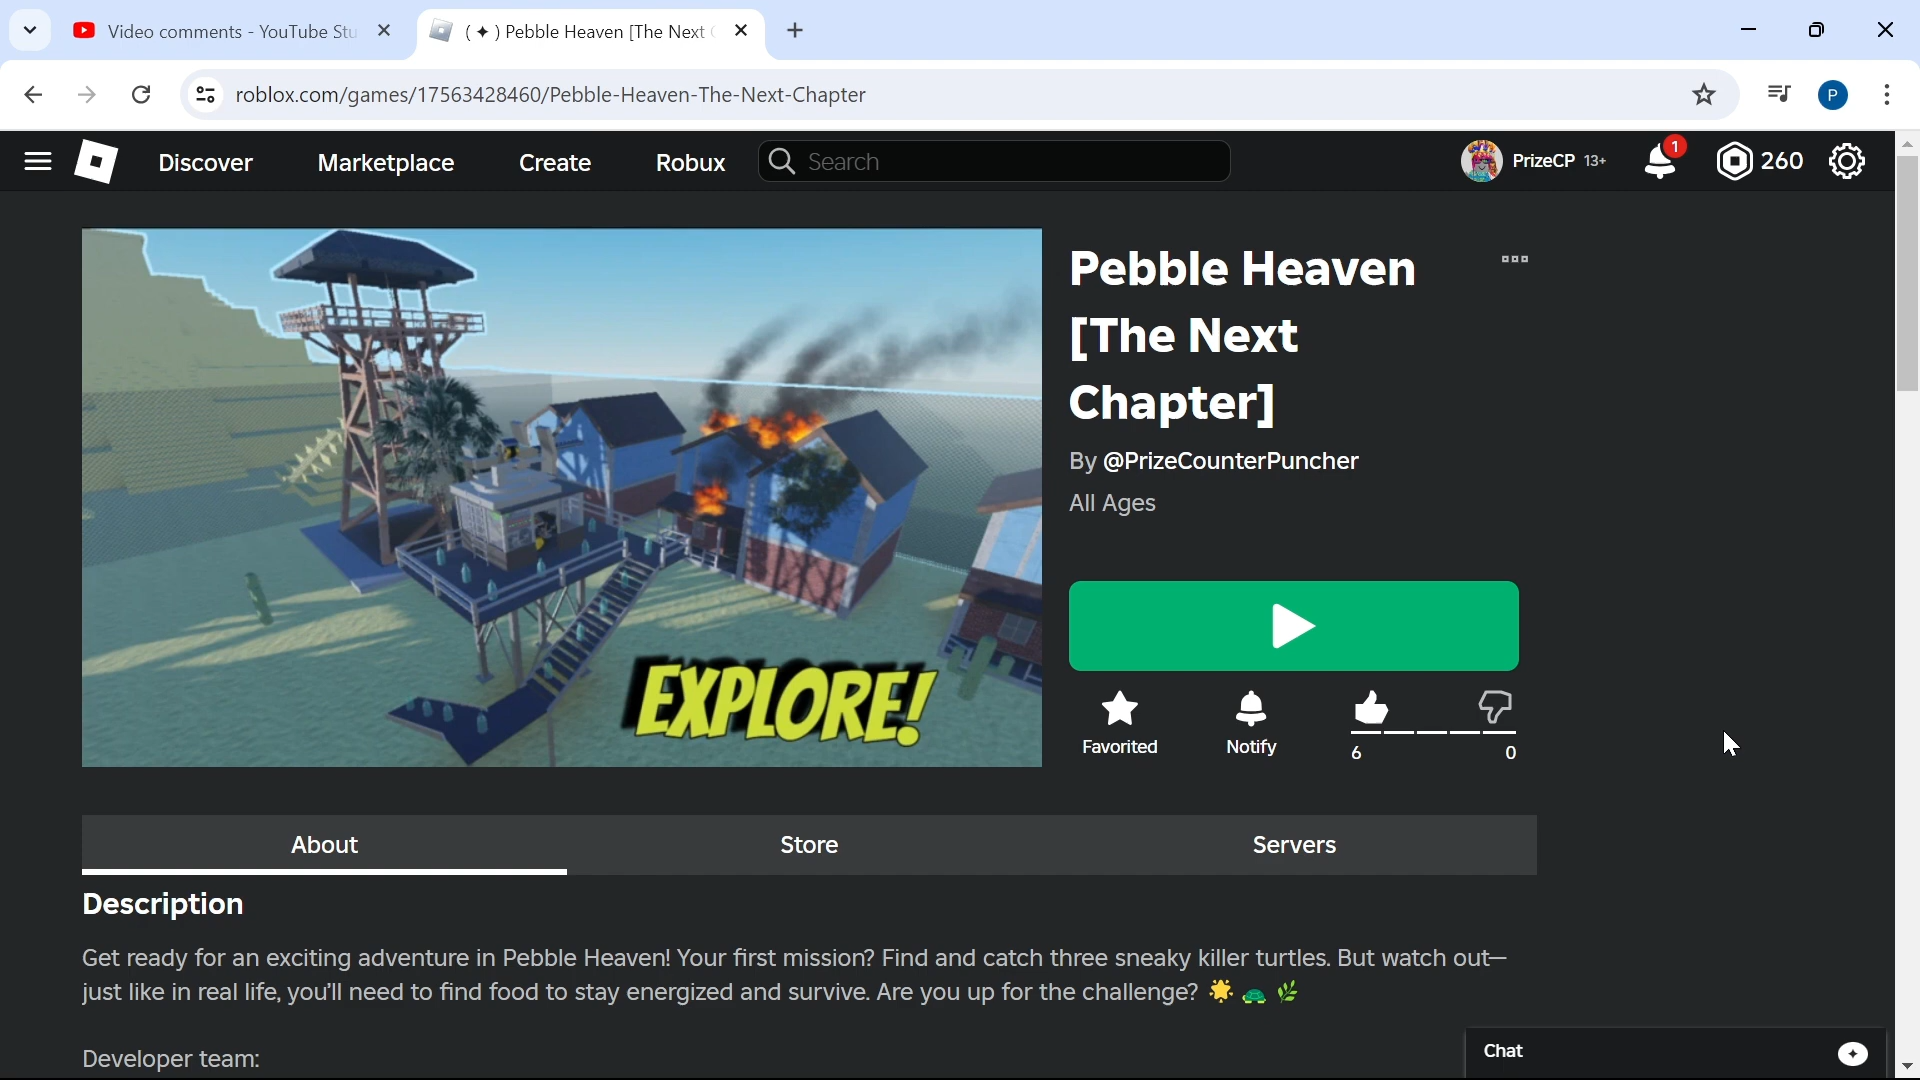 Video comments - YouTube Stu
( ✦ ) Pebble Heaven [The Next
roblox.com/games/17563428460/Pebble-Heaven-The-Next-Chapter
P
Discover
Marketplace
Create
Robux
Search
PrizeCP 13+
1
260
Pebble Heaven
[The Next
Chapter]
By @PrizeCounterPuncher
All Ages
EXPLORE!
Favorited
Notify
6
0
About
Store
Servers
Description
Get ready for an exciting adventure in Pebble Heaven! Your first mission? Find and catch three sneaky killer turtles. But watch out—
just like in real life, you'll need to find food to stay energized and survive. Are you up for the challenge? 🌟 🐢 🌿
Developer team:
Chat